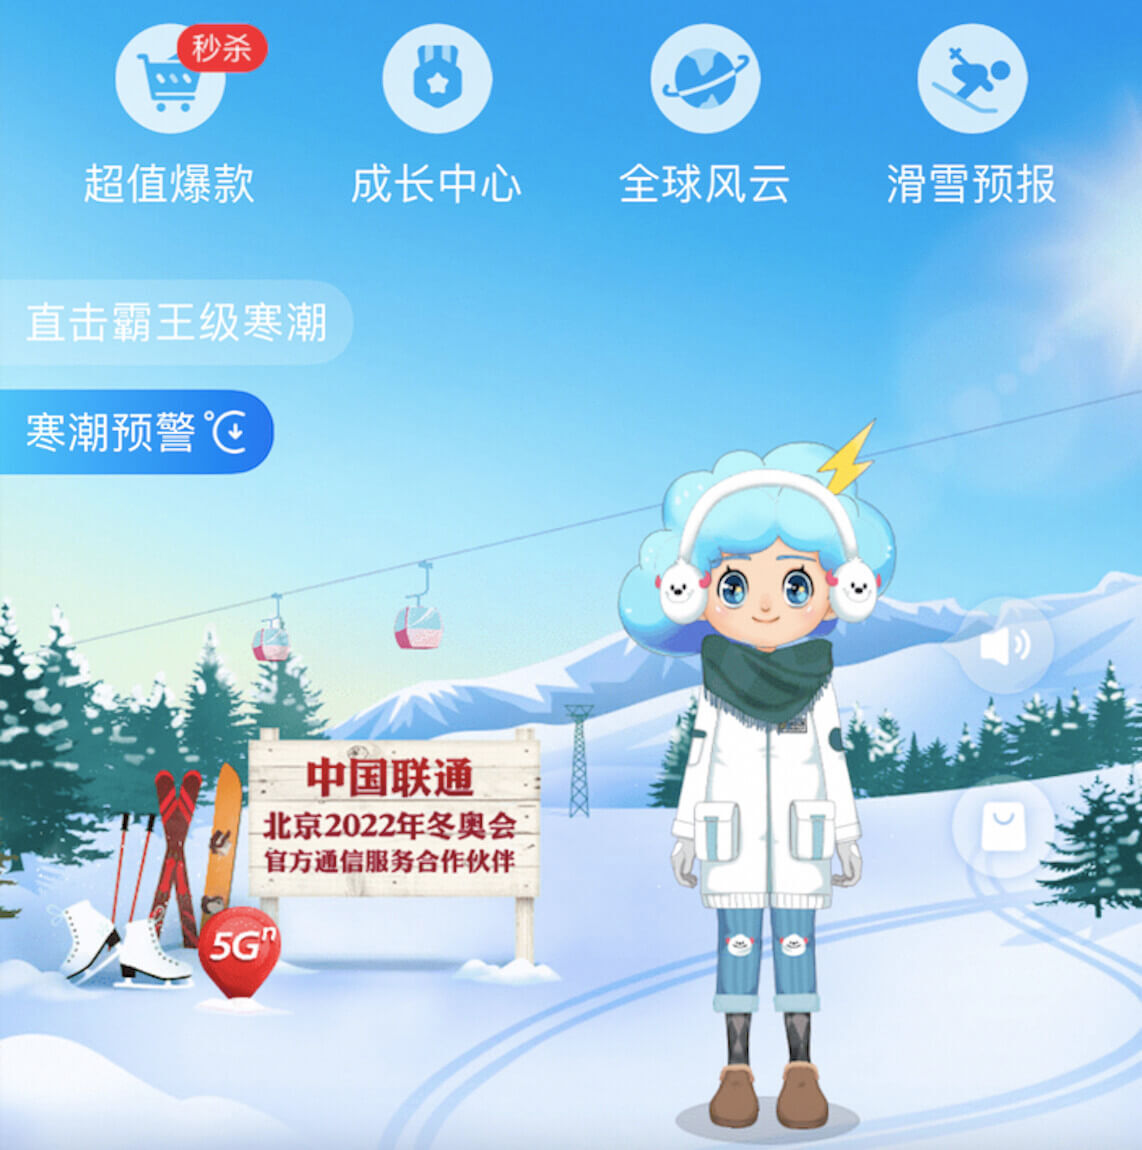 秒杀
超值爆款
成长中心
全球风云
滑雪预报
直击霸王级寒潮
寒潮预警℃
中国联通
北京2022年冬奥会
官方通信服务合作伙伴
5Gⁿ